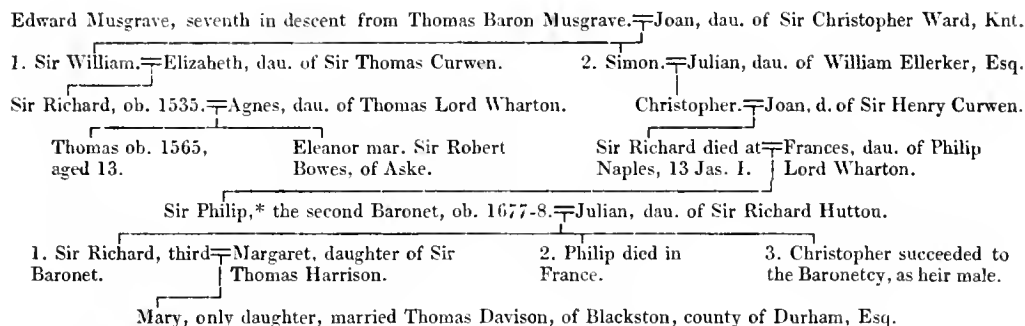 Edward Musgrave, seventh in descent from Thomas Baron Musgrave.╤Joan, dau. of Sir Christopher Ward, Knt.
1. Sir William.╤Elizabeth, dau. of Sir Thomas Curwen. 2. Simon.╤Julian, dau. of William Ellerker, Esq.
Sir Richard, ob. 1535.╤Agnes, dau. of Thomas Lord Wharton. Christopher.╤Joan, d. of Sir Henry Curwen.
Thomas ob. 1565, Eleanor mar. Sir Robert Sir Richard died at╤Frances, dau. of Philip
aged 13. Bowes, of Aske. Naples, 13 Jas. I. Lord Wharton.
Sir Philip,* the second Baronet, ob. 1677-8.╤Julian, dau. of Sir Richard Hutton.
1. Sir Richard, third╤Margaret, daughter of Sir 2. Philip died in 3. Christopher succeeded to
Baronet. Thomas Harrison. France. the Baronetcy, as heir male.
Mary, only daughter, married Thomas Davison, of Blackston, county of Durham, Esq.